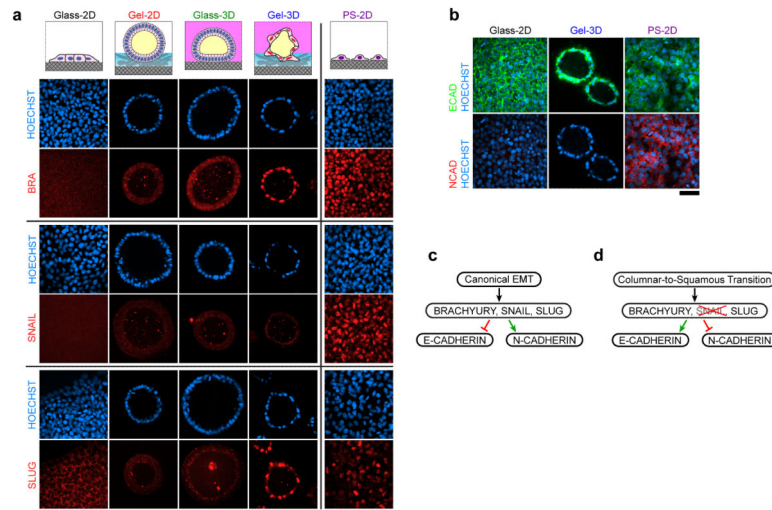 a
Glass-2D Gel-2D Glass-3D Gel-3D PS-2D
HOECHST
BRA
HOECHST
SNAIL
HOECHST
SLUG
b
Glass-2D Gel-3D PS-2D
ECAD
HOECHST
NCAD
HOECHST
c
Canonical EMT
BRACHYURY, SNAIL, SLUG
E-CADHERIN N-CADHERIN
d
Columnar-to-Squamous Transition
BRACHYURY, SNAIL, SLUG
E-CADHERIN N-CADHERIN